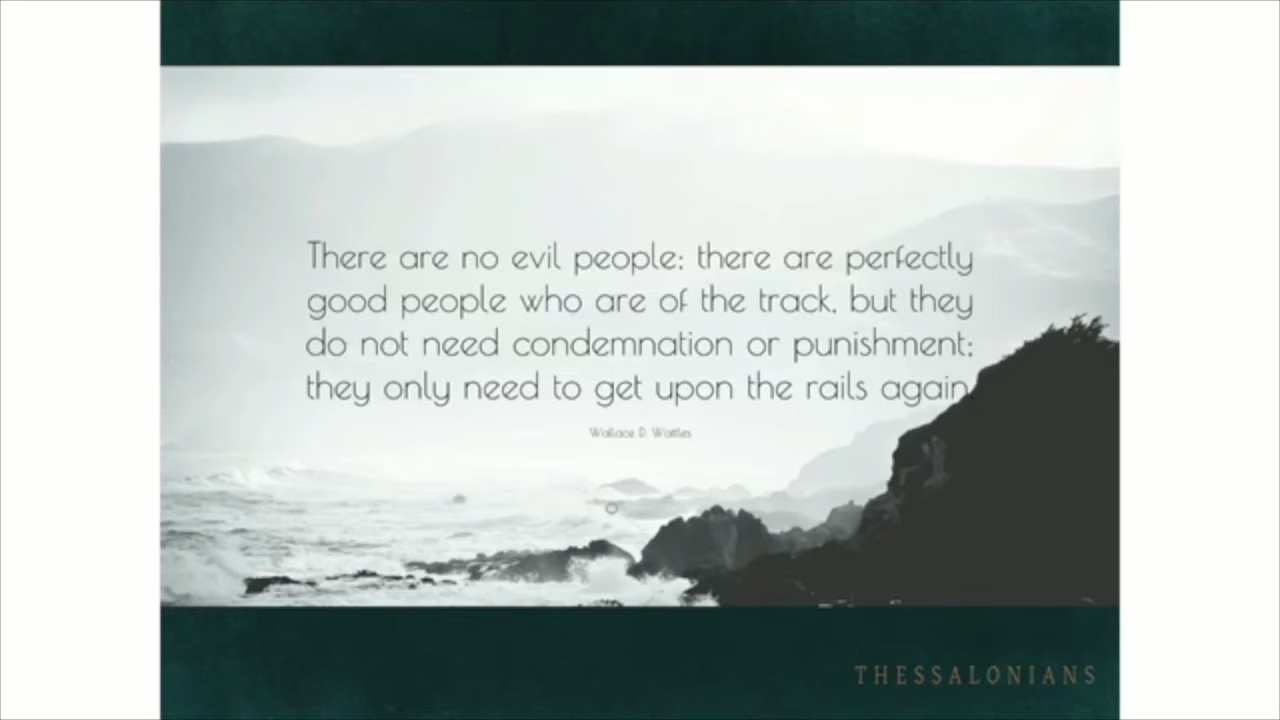 There are no evil people; there are perfectly
good people who are of the track, but they
do not need condemnation or punishment;
they only need to get upon the rails again.
Wallace D. Wattles
THESSALONIANS